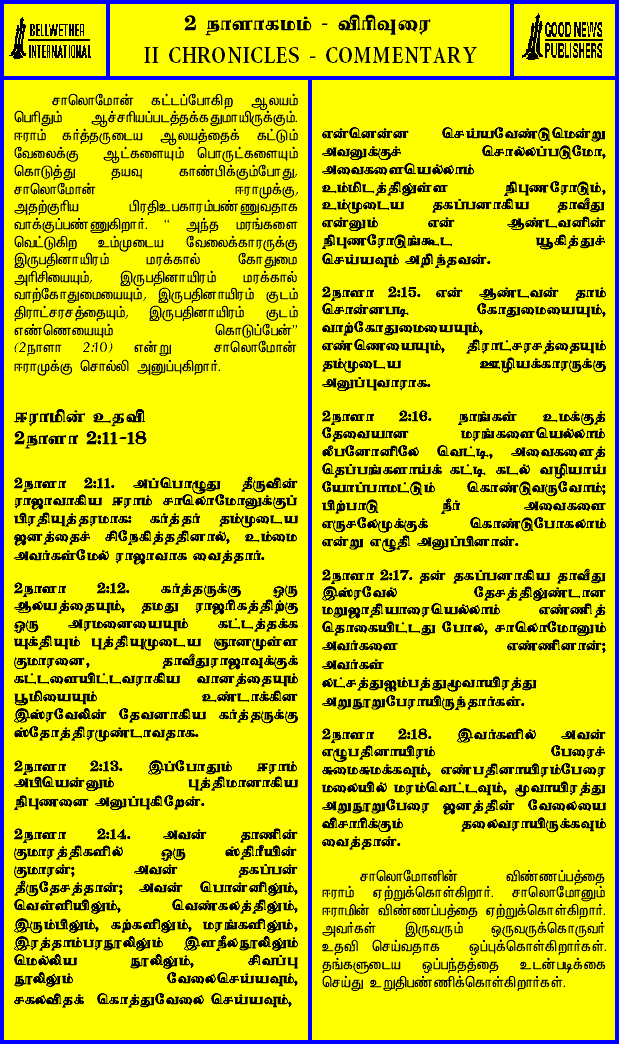 BELLWETHER
INTERNATIONAL
2 நாளாகமம் - விரிவுரை
II CHRONICLES - COMMENTARY
GOOD NEWS
PUBLISHERS
சாலொமோன் கட்டப்போகிற ஆலயம்
பெரிதும் ஆச்சரியப்படத்தக்கதுமாயிருக்கும்.
ஈராம் கர்த்தருடைய ஆலயத்தைக் கட்டும்
வேலைக்கு ஆட்களையும் பொருட்களையும்
கொடுத்து தயவு காண்பிக்கும்போது,
சாலொமோன் ஈராமுக்கு,
அதற்குரிய பிரதிஉபகாரம்பண்ணுவதாக
வாக்குப்பண்ணுகிறார். “ அந்த மரங்களை
வெட்டுகிற உம்முடைய வேலைக்காரருக்கு
இருபதினாயிரம் மரக்கால் கோதுமை
அரிசியையும், இருபதினாயிரம் மரக்கால்
வாற்கோதுமையையும், இருபதினாயிரம் குடம்
திராட்சரசத்தையும், இருபதினாயிரம் குடம்
எண்ணெயையும் கொடுப்பேன்”
(2நாளா 2:10) என்று சாலொமோன்
ஈராமுக்கு சொல்லி அனுப்புகிறார்.
ஈராமின் உதவி
2நாளா 2:11-18
2நாளா 2:11. அப்பொழுது தீருவின்
ராஜாவாகிய ஈராம் சாலொமோனுக்குப்
பிரதியுத்தரமாக: கர்த்தர் தம்முடைய
ஜனத்தைச் சிநேகித்ததினால், உம்மை
அவர்கள்மேல் ராஜாவாக வைத்தார்.
2நாளா 2:12. கர்த்தருக்கு ஒரு
ஆலயத்தையும், தமது ராஜரிகத்திற்கு
ஒரு அரமனையையும் கட்டத்தக்க
யுக்தியும் புத்தியுமுடைய ஞானமுள்ள
குமாரனை, தாவீதுராஜாவுக்குக்
கட்டளையிட்டவராகிய வானத்தையும்
பூமியையும் உண்டாக்கின
இஸ்ரவேலின் தேவனாகிய கர்த்தருக்கு
ஸ்தோத்திரமுண்டாவதாக.
2நாளா 2:13. இப்போதும் ஈராம்
அபியென்னும் புத்திமானாகிய
நிபுணனை அனுப்புகிறேன்.
2நாளா 2:14. அவன் தாணின்
குமாரத்திகளில் ஒரு ஸ்திரீயின்
குமாரன்; அவன் தகப்பன்
தீருதேசத்தான்; அவன் பொன்னிலும்,
வெள்ளியிலும், வெண்கலத்திலும்,
இரும்பிலும், கற்களிலும், மரங்களிலும்,
இரத்தாம்பரநூலிலும் இளநீலநூலிலும்
மெல்லிய நூலிலும், சிவப்பு
நூலிலும் வேலைசெய்யவும்,
சகலவிதக் கொத்துவேலை செய்யவும்,
என்னென்ன செய்யவேண்டுமென்று
அவனுக்குச் சொல்லப்படுமோ,
அவைகளையெல்லாம்
உம்மிடத்திலுள்ள நிபுணரோடும்,
உம்முடைய தகப்பனாகிய தாவீது
என்னும் என் ஆண்டவனின்
நிபுணரோடுங்கூட யூகித்துச்
செய்யவும் அறிந்தவன்.
2நாளா 2:15. என் ஆண்டவன் தாம்
சொன்னபடி கோதுமையையும்,
வாற்கோதுமையையும்,
எண்ணெயையும், திராட்சரசத்தையும்
தம்முடைய ஊழியக்காரருக்கு
அனுப்புவாராக.
2நாளா 2:16. நாங்கள் உமக்குத்
தேவையான மரங்களையெல்லாம்
லீபனோனிலே வெட்டி, அவைகளைத்
தெப்பங்களாய்க் கட்டி கடல் வழியாய்
யோப்பாமட்டும் கொண்டுவருவோம்;
பிற்பாடு நீர் அவைகளை
எருசலேமுக்குக் கொண்டுபோகலாம்
என்று எழுதி அனுப்பினான்.
2நாளா 2:17. தன் தகப்பனாகிய தாவீது
இஸ்ரவேல் தேசத்திலுண்டான
மறுஜாதியாரையெல்லாம் எண்ணித்
தொகையிட்டது போல, சாலொமோனும்
அவர்களை எண்ணினான்;
அவர்கள்
லட்சத்துஐம்பத்துமூவாயிரத்து
அறுநூறுபேராயிருந்தார்கள்.
2நாளா 2:18. இவர்களில் அவன்
எழுபதினாயிரம் பேரைச்
சுமைசுமக்கவும், எண்பதினாயிரம்பேரை
மலையில் மரம்வெட்டவும், மூவாயிரத்து
அறுநூறுபேரை ஜனத்தின் வேலையை
விசாரிக்கும் தலைவராயிருக்கவும்
வைத்தான்.
சாலொமோனின் விண்ணப்பத்தை
ஈராம் ஏற்றுக்கொள்கிறார். சாலொமோனும்
ஈராமின் விண்ணப்பத்தை ஏற்றுக்கொள்கிறார்.
அவர்கள் இருவரும் ஒருவருக்கொருவர்
உதவி செய்வதாக ஒப்புக்கொள்கிறார்கள்.
தங்களுடைய ஒப்பந்தத்தை உடன்படிக்கை
செய்து உறுதிபண்ணிக்கொள்கிறார்கள்.